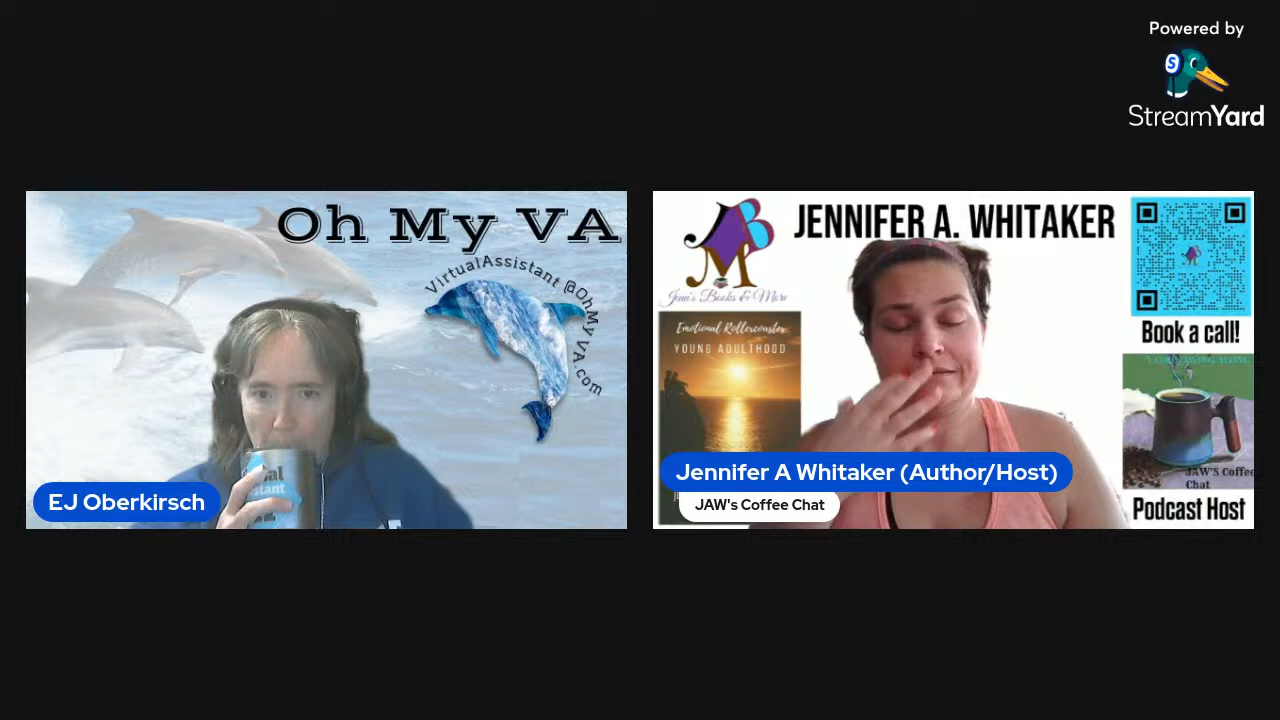 Powered by
S
StreamYard
Oh My VA
VirtualAssistant@OhMyVA.com
EJ Oberkirsch
JENNIFER A. WHITAKER
Jenn's Books & More
Emotional Rollercoaster
YOUNG ADULTHOOD
Book a call!
JAW'S Coffee
Chat
Podcast Host
Jennifer A Whitaker (Author/Host)
JAW's Coffee Chat